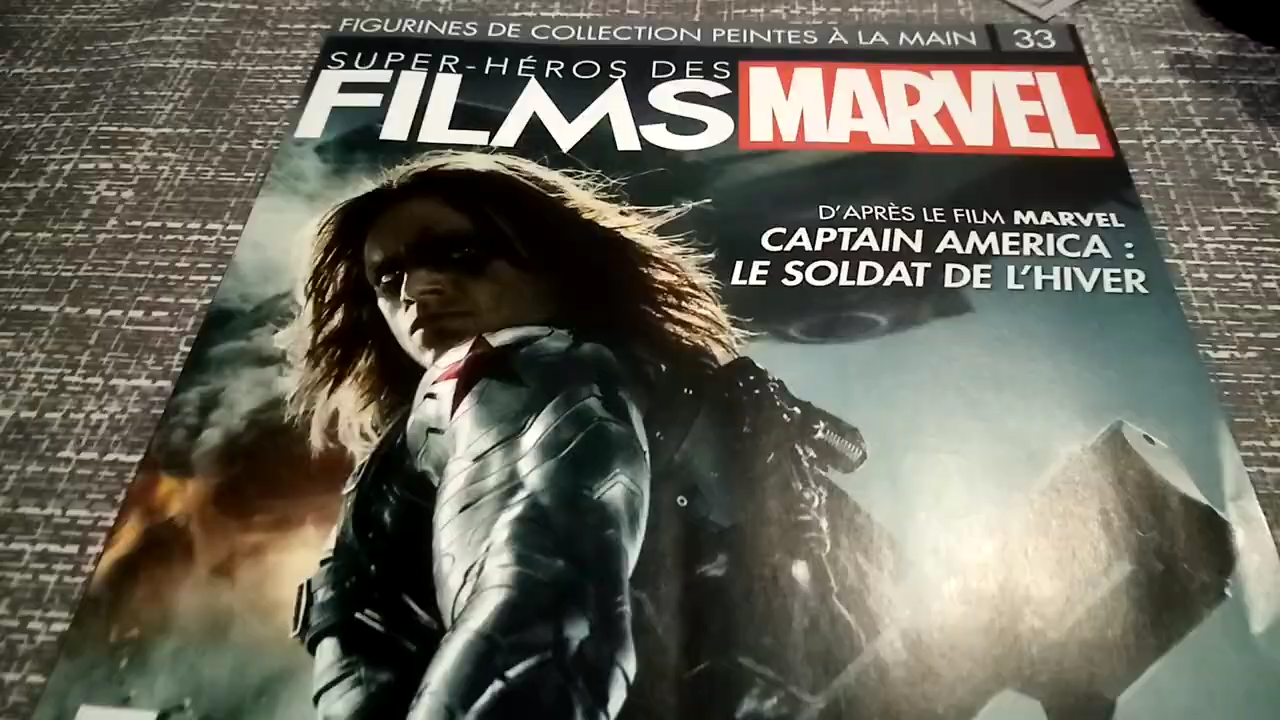 FIGURINES DE COLLECTION PEINTES À LA MAIN 33
SUPER-HÉROS DES
FILMS MARVEL
D'APRÈS LE FILM MARVEL
CAPTAIN AMERICA :
LE SOLDAT DE L'HIVER